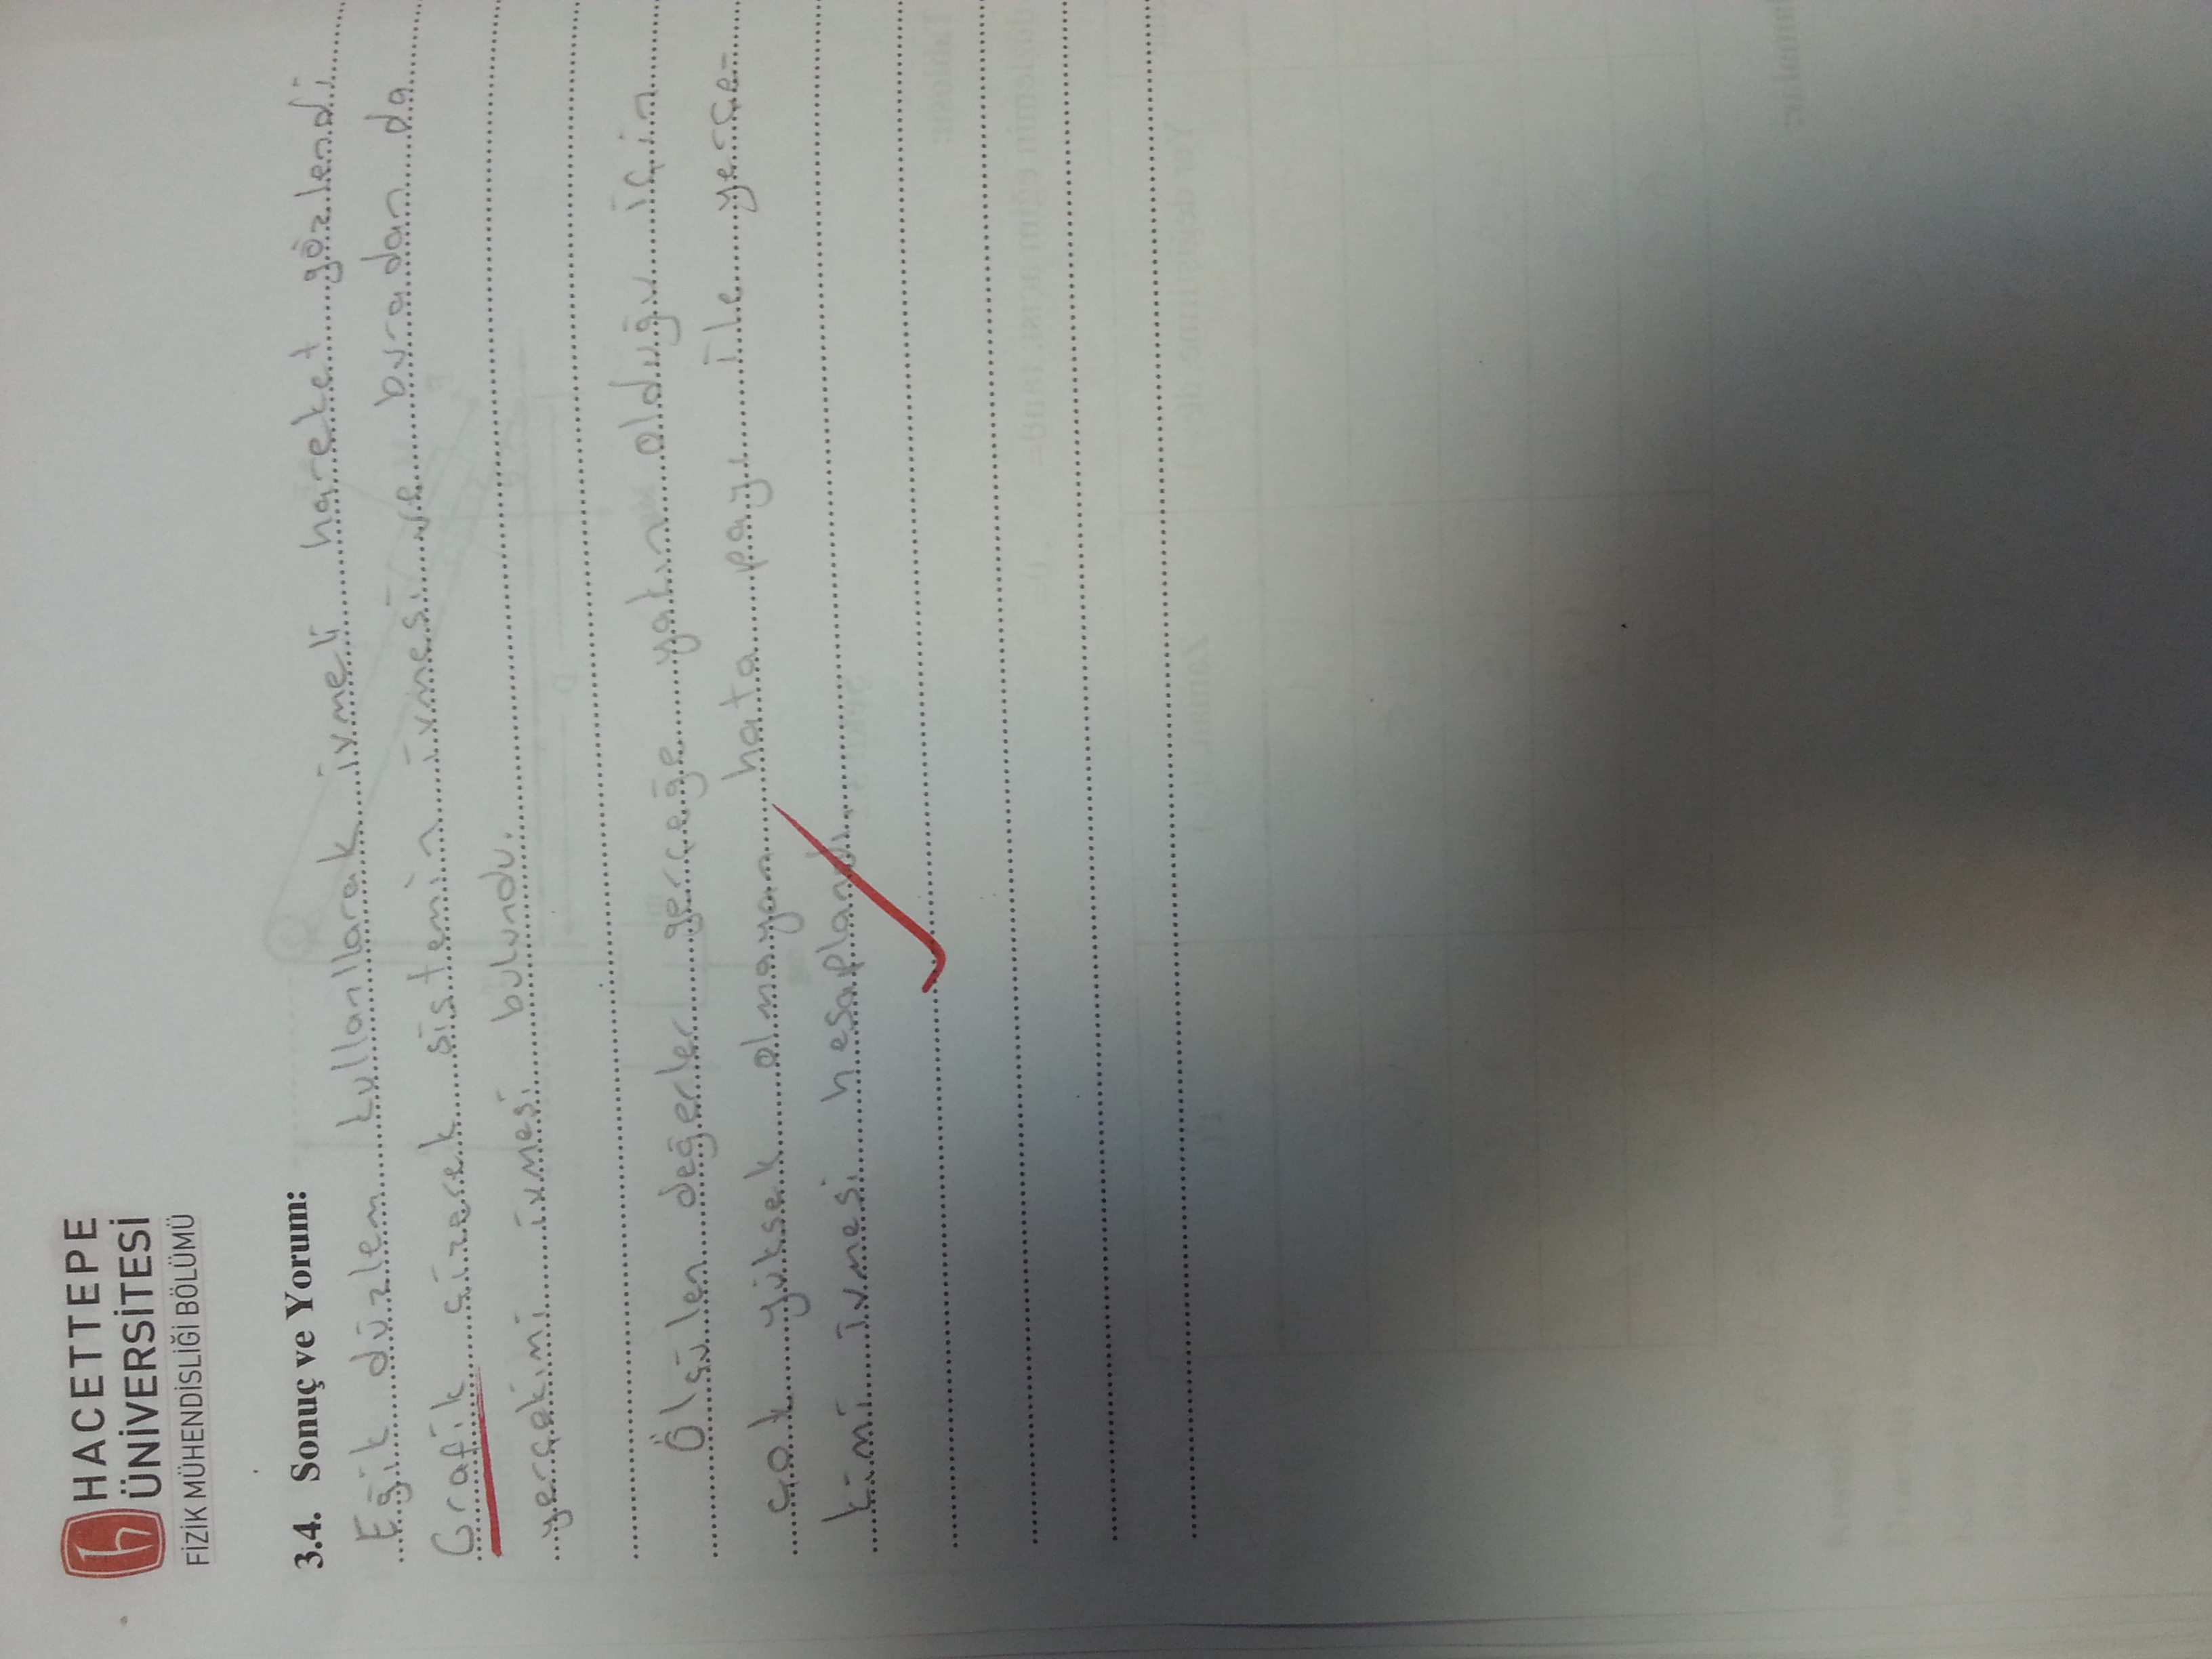 HACETTEPE
ÜNİVERSİTESİ
FİZİK MÜHENDİSLİĞİ BÖLÜMÜ
3.4. Sonuç ve Yorum:
Eğik düzlem kullanılarak ivmeli hareket gözlendi
Grafik çizerek sistemin ivmesi ve buradan da
yerçekimi ivmesi bulundu.
Ölçülen değerler gerçeğe yakın olduğu için
çok yüksek olmayan hata payı ile yerçe-
kimi ivmesi hesaplandı.